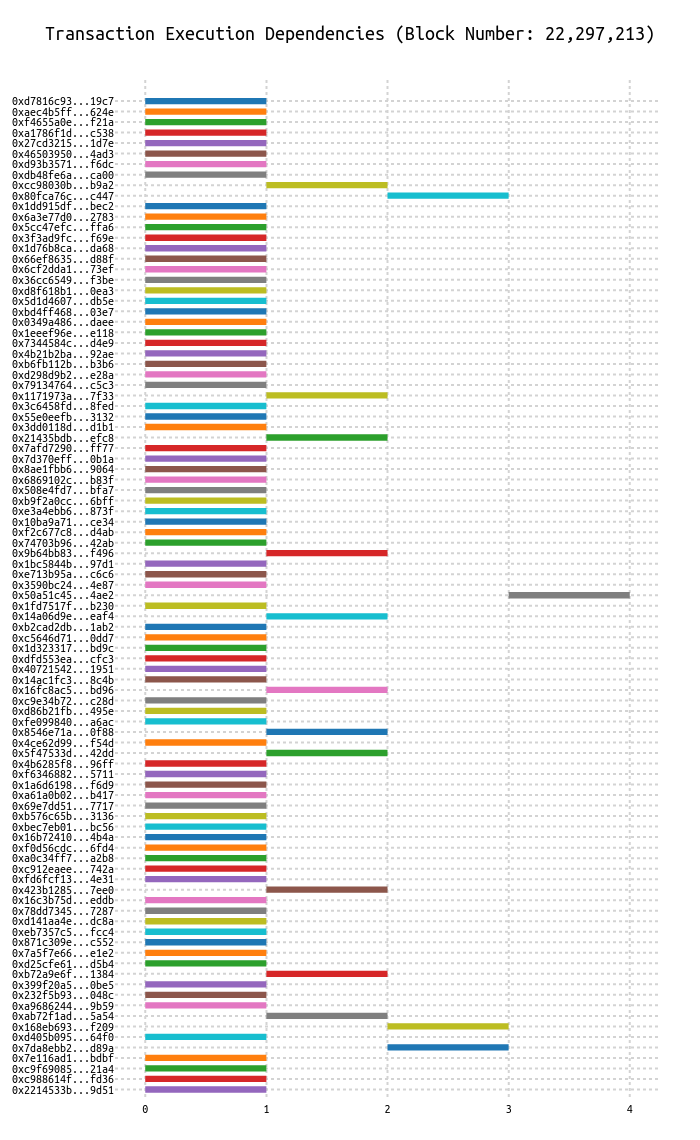 Transaction Execution Dependencies (Block Number: 22,297,213)
0xd7816c93...19c7
0xaec4b5ff...624e
0xf4655a0e...f21a
0xa1786f1d...c538
0x27cd3215...1d7e
0x46503950...4ad3
0xd93b3571...f6dc
0xdb48fe6a...ca00
0xcc98030b...b9a2
0x80fca76c...c447
0x1dd915df...bec2
0x6a3e77d0...2783
0x5cc47efc...ffa6
0x3f3ad9fc...f69e
0x1d76b8ca...da68
0x66ef8635...d88f
0x6cf2dda1...73ef
0x36cc6549...f3be
0xd8f618b1...0ea3
0x5d1d4607...db5e
0xbd4ff468...03e7
0x0349a486...daee
0x1eeef96e...e118
0x7344584c...d4e9
0x4b21b2ba...92ae
0xb6fb112b...b3b6
0xd298d9b2...e28a
0x79134764...c5c3
0x1171973a...7f33
0x3c6458fd...8fed
0x55e0eefb...3132
0x3dd0118d...d1b1
0x21435bdb...efc8
0x7afd7290...ff77
0x7d370eff...0b1a
0x8ae1fbb6...9064
0x6869102c...b83f
0x508e4fd7...bfa7
0xb9f2a0cc...6bff
0xe3a4ebb6...873f
0x10ba9a71...ce34
0xf2c677c8...d4ab
0x74703b96...42ab
0x9b64bb83...f496
0x1bc5844b...97d1
0xe713b95a...c6c6
0x3590bc24...4e87
0x50a51c45...4ae2
0x1fd7517f...b230
0x14a06d9e...eaf4
0xb2cad2db...1ab2
0xc5646d71...0dd7
0x1d323317...bd9c
0xdfd553ea...cfc3
0x40721542...1951
0x14ac1fc3...8c4b
0x16fc8ac5...bd96
0xc9e34b72...c28d
0xd86b21fb...495e
0xfe099840...a6ac
0x8546e71a...0f88
0x4ce62d99...f54d
0x5f47533d...42dd
0x4b6285f8...96ff
0xf6346882...5711
0x1a6d6198...f6d9
0xa61a0b02...b417
0x69e7dd51...7717
0xb576c65b...3136
0xbec7eb01...bc56
0x16b72410...4b4a
0xf0d56cdc...6fd4
0xa0c34ff7...a2b8
0xc912eaee...742a
0xfd6fcf13...4e31
0x423b1285...7ee0
0x16c3b75d...eddb
0x78dd7345...7287
0xd141aa4e...dc8a
0xeb7357c5...fcc4
0x871c309e...c552
0x7a5f7e66...e1e2
0xd25cfe61...d5b4
0xb72a9e6f...1384
0x399f20a5...0be5
0x232f5b93...048c
0xa9686244...9b59
0xab72f1ad...5a54
0x168eb693...f209
0xd405b095...64f0
0x7da8ebb2...d89a
0x7e116ad1...bdbf
0xc9f69085...21a4
0xc988614f...fd36
0x2214533b...9d51
0 1 2 3 4